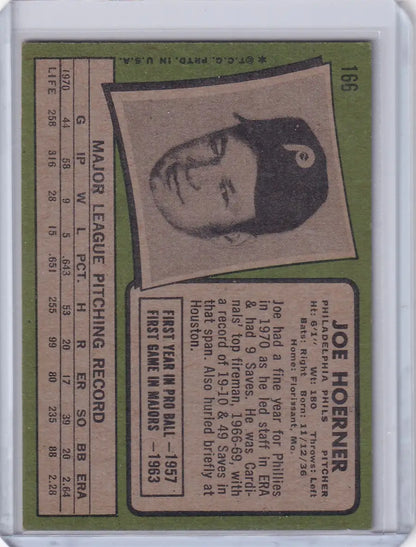 166
JOE HOERNER
PHILADELPHIA PHILS PITCHER
Ht: 6'1" Wt: 180 Throws: Left
Bats: Right Born: 11/12/36
Home: Florissant, Mo.
Joe had a fine year for Phillies
in 1970 as he led staff in ERA
& had 9 Saves. He was Cardi-
nals' top fireman, 1966-69, with
a record of 19-10 & 49 Saves in
that span. Also hurled briefly at
Houston.
FIRST YEAR IN PRO BALL —1957
FIRST GAME IN MAJORS —1963
P
*©T.C.G. PRTD. IN U.S.A.
MAJOR LEAGUE PITCHING RECORD
G IP W L PCT. H R ER SO BB ERA
1970 44 58 9 5 .643 53 20 17 39 20 2.64
LIFE 258 316 28 15 .651 255 99 80 235 88 2.28